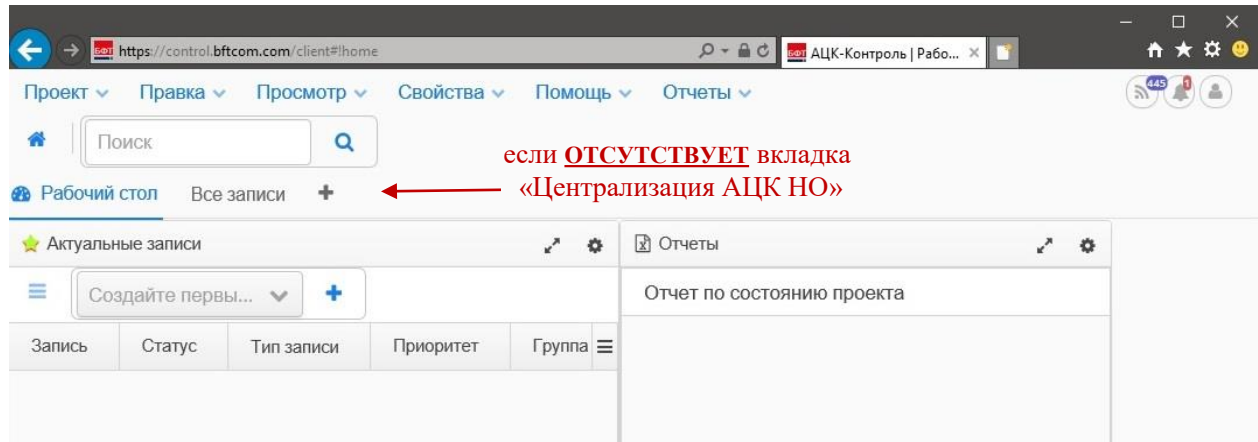 БФТ https://control.bftcom.com/client#!home БФТ АЦК-Контроль | Рабо...
Проект Правка Просмотр Свойства Помощь Отчеты 445 1
Поиск
если ОТСУТСТВУЕТ вкладка
«Централизация АЦК НО»
Рабочий стол Все записи
Актуальные записи Отчеты
Создайте первы... Отчет по состоянию проекта
Запись Статус Тип записи Приоритет Группа